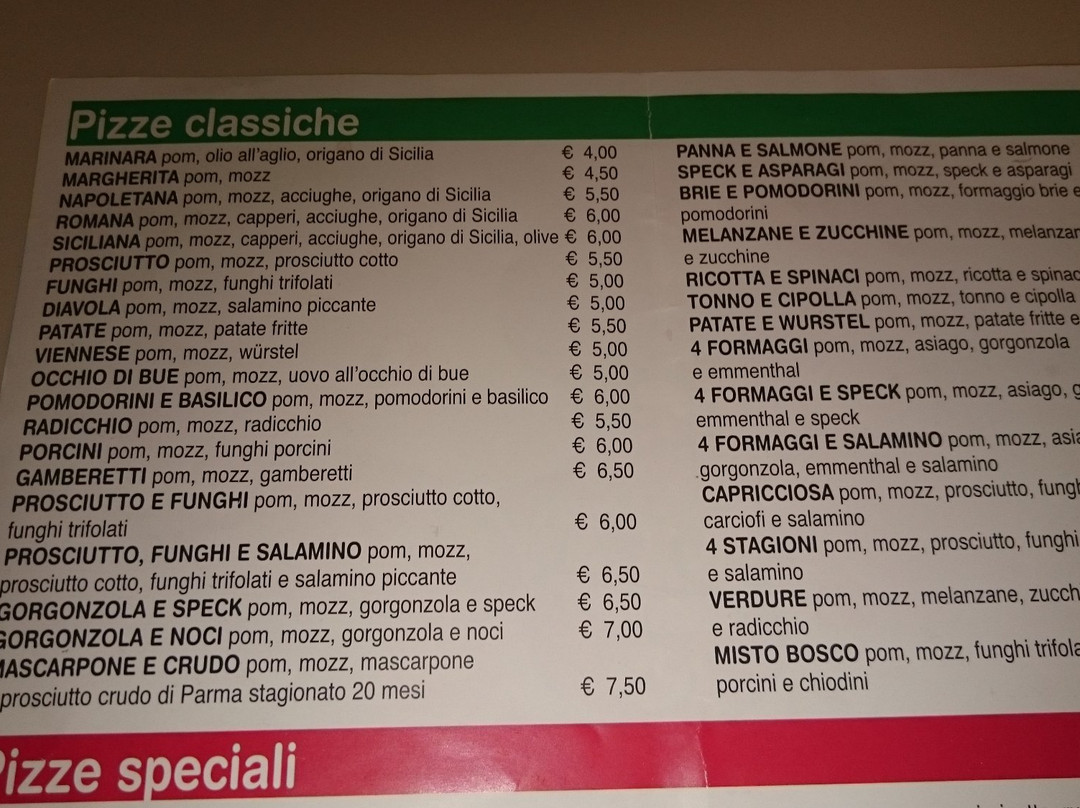 Pizze classiche
MARINARA pom, olio all'aglio, origano di Sicilia € 4,00
MARGHERITA pom, mozz € 4,50
NAPOLETANA pom, mozz, acciughe, origano di Sicilia € 5,50
ROMANA pom, mozz, capperi, acciughe, origano di Sicilia € 6,00
SICILIANA pom, mozz, capperi, acciughe, origano di Sicilia, olive € 6,00
PROSCIUTTO pom, mozz, prosciutto cotto € 5,50
FUNGHI pom, mozz, funghi trifolati € 5,00
DIAVOLA pom, mozz, salamino piccante € 5,00
PATATE pom, mozz, patate fritte € 5,50
VIENNESE pom, mozz, würstel € 5,00
OCCHIO DI BUE pom, mozz, uovo all'occhio di bue € 5,00
POMODORINI E BASILICO pom, mozz, pomodorini e basilico € 6,00
RADICCHIO pom, mozz, radicchio € 5,50
PORCINI pom, mozz, funghi porcini € 6,00
GAMBERETTI pom, mozz, gamberetti € 6,50
PROSCIUTTO E FUNGHI pom, mozz, prosciutto cotto,
funghi trifolati € 6,00
PROSCIUTTO, FUNGHI E SALAMINO pom, mozz,
prosciutto cotto, funghi trifolati e salamino piccante € 6,50
GORGONZOLA E SPECK pom, mozz, gorgonzola e speck € 6,50
GORGONZOLA E NOCI pom, mozz, gorgonzola e noci € 7,00
MASCARPONE E CRUDO pom, mozz, mascarpone
prosciutto crudo di Parma stagionato 20 mesi € 7,50
PANNA E SALMONE pom, mozz, panna e salmone
SPECK E ASPARAGI pom, mozz, speck e asparagi
BRIE E POMODORINI pom, mozz, formaggio brie e
pomodorini
MELANZANE E ZUCCHINE pom, mozz, melanzan
e zucchine
RICOTTA E SPINACI pom, mozz, ricotta e spinac
TONNO E CIPOLLA pom, mozz, tonno e cipolla
PATATE E WURSTEL pom, mozz, patate fritte e
4 FORMAGGI pom, mozz, asiago, gorgonzola
e emmenthal
4 FORMAGGI E SPECK pom, mozz, asiago, g
emmenthal e speck
4 FORMAGGI E SALAMINO pom, mozz, asia
gorgonzola, emmenthal e salamino
CAPRICCIOSA pom, mozz, prosciutto, fungh
carciofi e salamino
4 STAGIONI pom, mozz, prosciutto, funghi
e salamino
VERDURE pom, mozz, melanzane, zucch
e radicchio
MISTO BOSCO pom, mozz, funghi trifola
porcini e chiodini
Pizze speciali